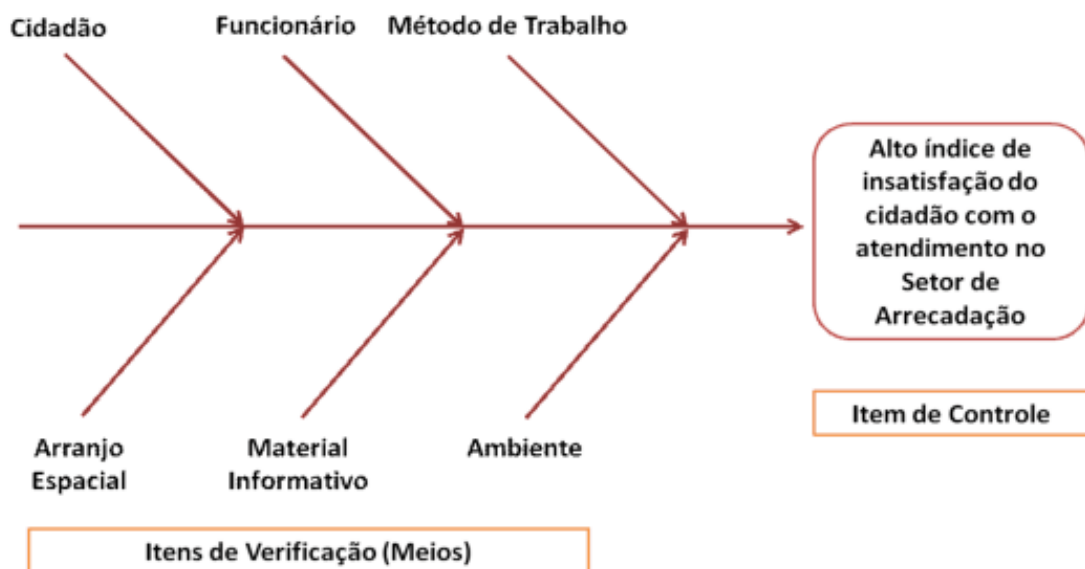 Cidadão
Funcionário
Método de Trabalho
Alto índice de
insatisfação do
cidadão com o
atendimento no
Setor de
Arrecadação
Item de Controle
Arranjo
Espacial
Material
Informativo
Ambiente
Itens de Verificação (Meios)